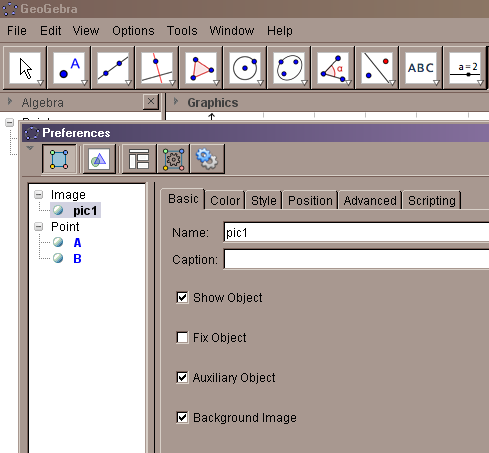 GeoGebra
File Edit View Options Tools Window Help
A
α
ABC
a=2
Algebra
Graphics
Preferences
Image
pic1
Point
A
B
Basic Color Style Position Advanced Scripting
Name: pic1
Caption:
Show Object
Fix Object
Auxiliary Object
Background Image